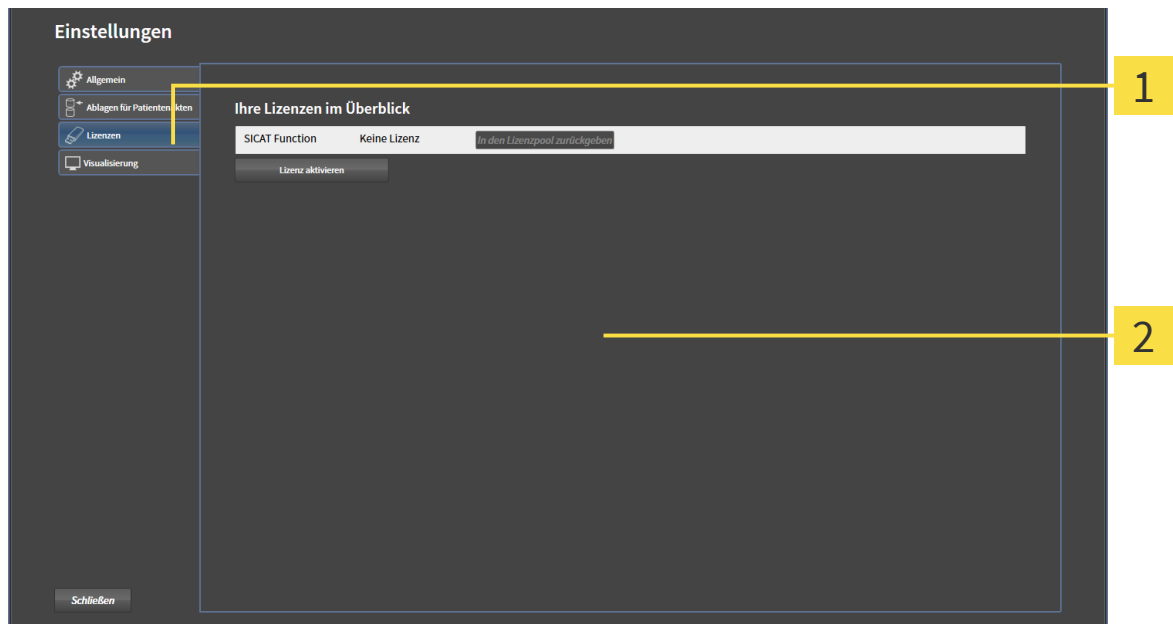 Einstellungen
Allgemein
1
Ablagen für Patientenakten
Ihre Lizenzen im Überblick
Lizenzen
SICAT Function Keine Lizenz In den Lizenzpool zurückgeben
Visualisierung
Lizenz aktivieren
2
Schließen